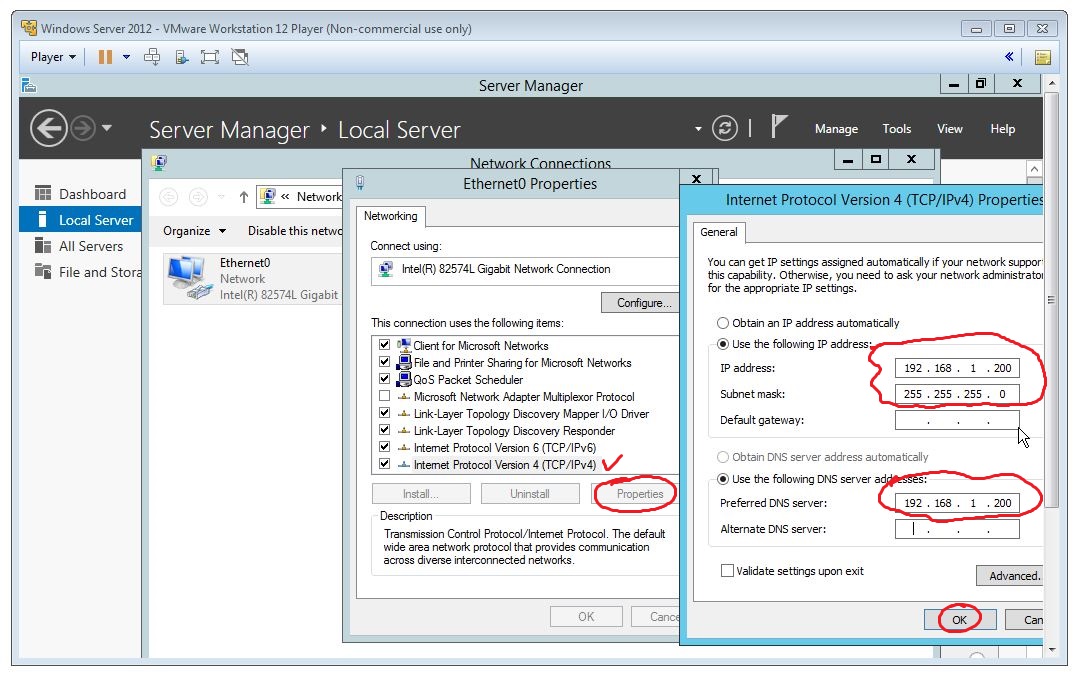 Windows Server 2012 - VMware Workstation 12 Player (Non-commercial use only)
Player
Server Manager
Server Manager ‣ Local Server
Manage Tools View Help
Dashboard
Local Server
All Servers
File and Stora
Network Connections
« Network
Organize
Disable this netwo
Ethernet0
Network
Intel(R) 82574L Gigabit
Ethernet0 Properties
Networking
Connect using:
Intel(R) 82574L Gigabit Network Connection
Configure...
This connection uses the following items:
Client for Microsoft Networks
File and Printer Sharing for Microsoft Networks
QoS Packet Scheduler
Microsoft Network Adapter Multiplexor Protocol
Link-Layer Topology Discovery Mapper I/O Driver
Link-Layer Topology Discovery Responder
Internet Protocol Version 6 (TCP/IPv6)
Internet Protocol Version 4 (TCP/IPv4)
Install... Uninstall Properties
Description
Transmission Control Protocol/Internet Protocol. The default
wide area network protocol that provides communication
across diverse interconnected networks.
OK Cance
Internet Protocol Version 4 (TCP/IPv4) Properties
General
You can get IP settings assigned automatically if your network suppor
this capability. Otherwise, you need to ask your network administrator
for the appropriate IP settings.
Obtain an IP address automatically
Use the following IP address:
IP address: 192 . 168 . 1 . 200
Subnet mask: 255 . 255 . 255 . 0
Default gateway: . . .
Obtain DNS server address automatically
Use the following DNS server addresses:
Preferred DNS server: 192 . 168 . 1 . 200
Alternate DNS server: . . .
Validate settings upon exit
Advanced.
OK Can